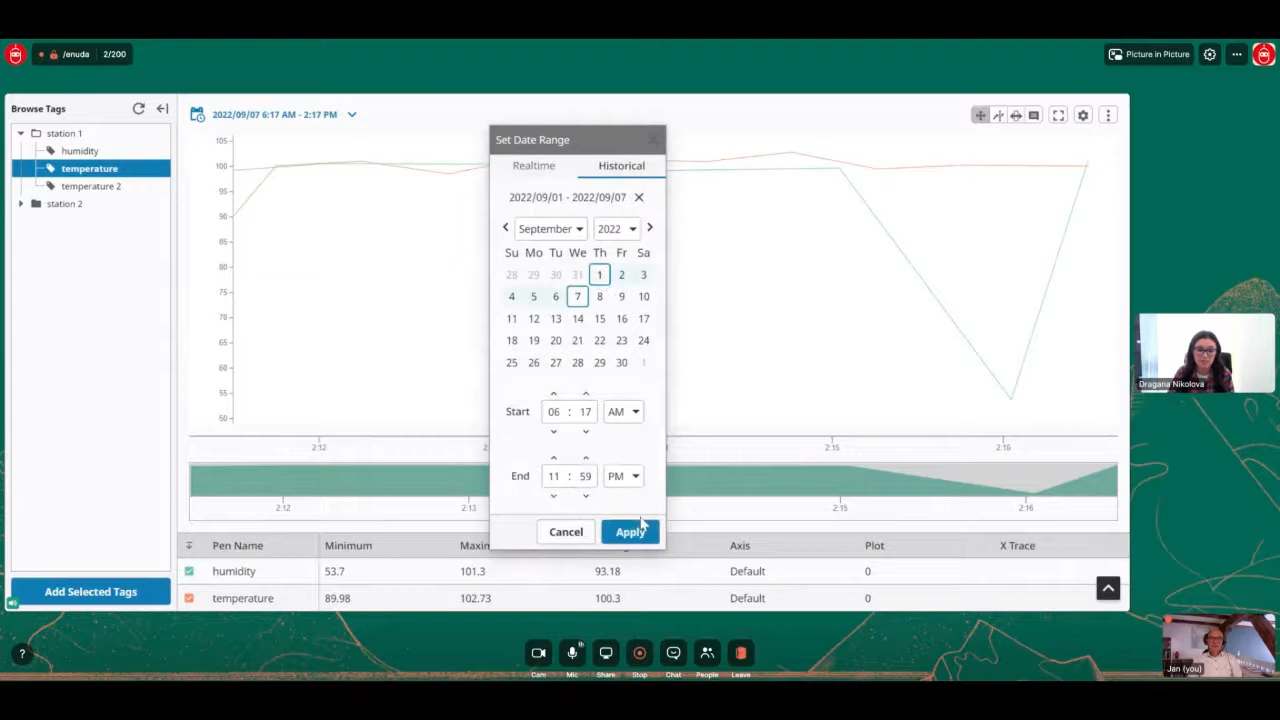 /enuda 2/200
Picture in Picture
Browse Tags
station 1
humidity
temperature
temperature 2
station 2
Add Selected Tags
2022/09/07 6:17 AM - 2:17 PM
105
100
95
90
85
80
75
70
65
60
55
50
2:12
2:15
2:16
2:12
2:13
2:15
2:16
Set Date Range
Realtime Historical
2022/09/01 - 2022/09/07
September 2022
Su Mo Tu We Th Fr Sa
28 29 30 31 1 2 3
4 5 6 7 8 9 10
11 12 13 14 15 16 17
18 19 20 21 22 23 24
25 26 27 28 29 30 1
Start 06 : 17 AM
End 11 : 59 PM
Cancel Apply
Pen Name Minimum Axis Plot X Trace
humidity 53.7 101.3 93.18 Default 0
temperature 89.98 102.73 100.3 Default 0
Dragana Nikolova
Jan (you)
Cam Mic Share Stop Chat People Leave
?